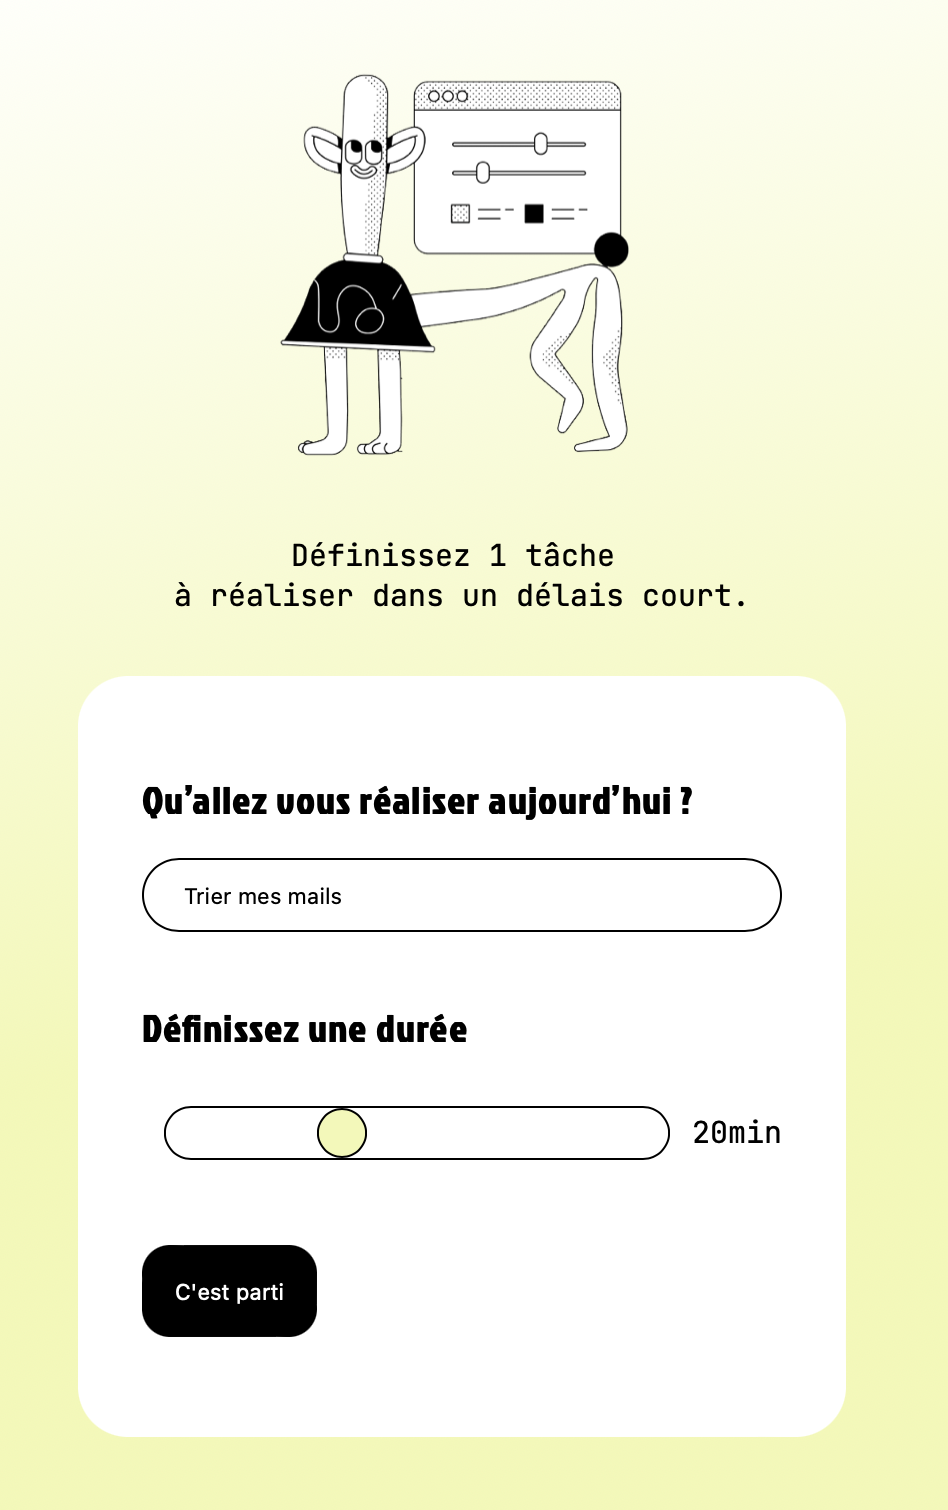 Définissez 1 tâche
à réaliser dans un délais court.
Qu’allez vous réaliser aujourd’hui ?
Trier mes mails
Définissez une durée
20min
C'est parti